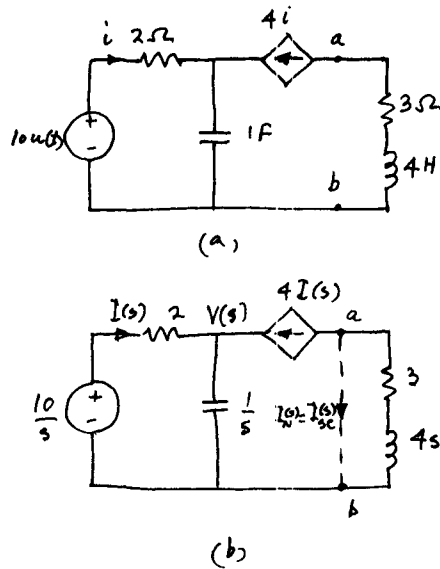 4i
i 2Ω a
3Ω
10u(t) + - 1F
4H
b
(a)
4I(s)
I(s) 2 V(s) a
3
10/s + - 1/s I_N(s) = I_sc(s)
4s
b
(b)